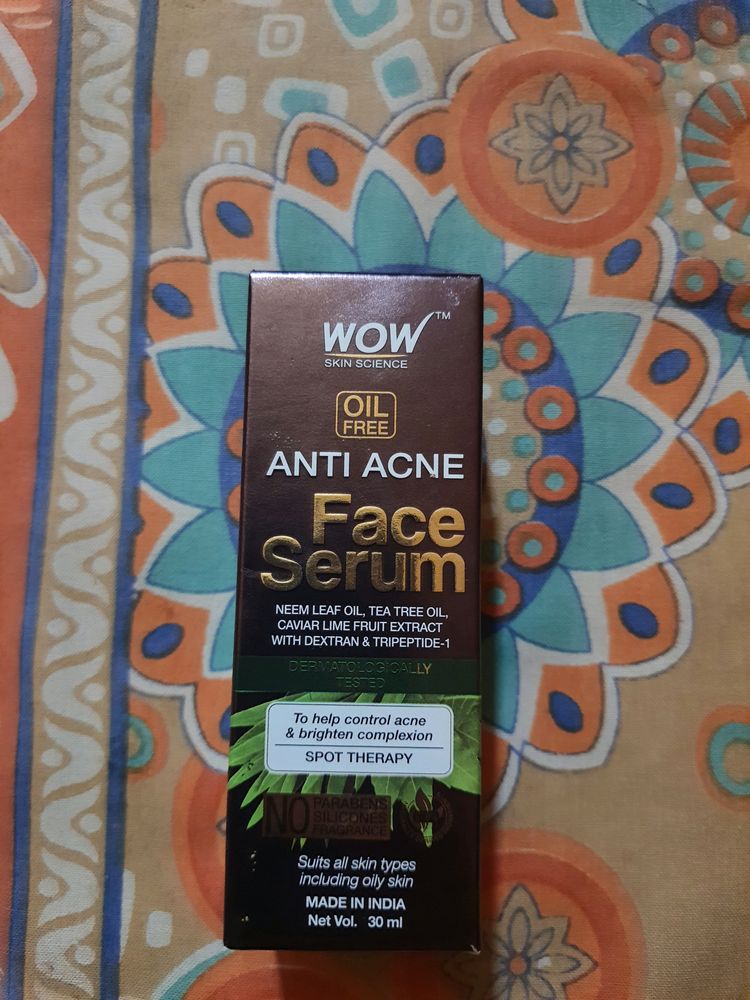 WOW™
SKIN SCIENCE
OIL
FREE
ANTI ACNE
Face
Serum
NEEM LEAF OIL, TEA TREE OIL,
CAVIAR LIME FRUIT EXTRACT
WITH DEXTRAN & TRIPEPTIDE-1
DERMATOLOGICALLY
TESTED
To help control acne
& brighten complexion
SPOT THERAPY
NO PARABENS
SILICONES
FRAGRANCE
Suits all skin types
including oily skin
MADE IN INDIA
Net Vol. 30 ml